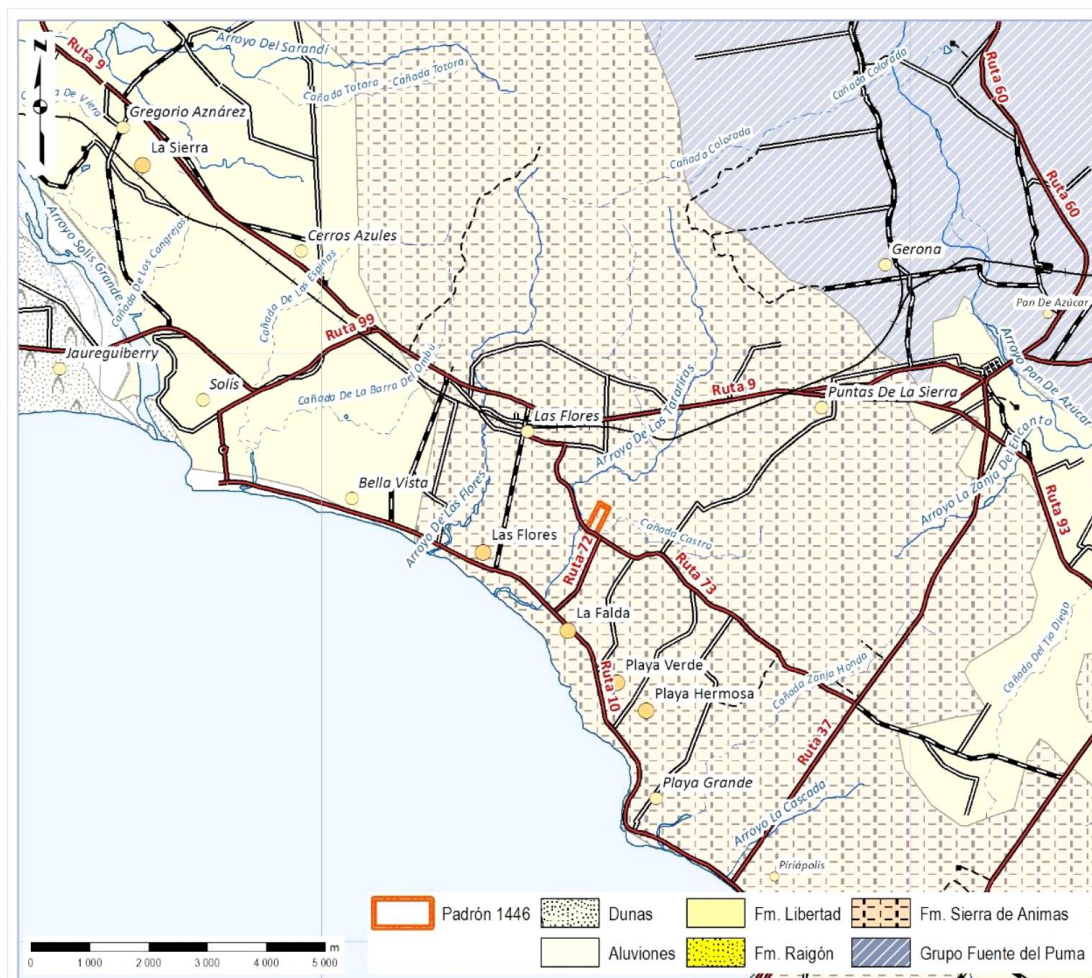 Arroyo Del Sarandí
Ruta 9
Cañada Totora
Cañada Totora
Ruta 60
Cañada Colorada
De Viera
Gregorio Aznárez
N
La Sierra
Cañada Colorada
Ruta 60
Arroyo Solís Grande
Cañada De Los Cangrejos
Cerros Azules
Gerona
Cañada De Las Espinas
Pan De Azúcar
Ruta 99
Jaureguiberry
Solís
Cañada De La Barra Del Ombú
Ruta 9
Puntas De La Sierra
Arroyo Pan De Azúcar
Las Flores
Arroyo De Las Tarariras
Arroyo La Zanja Del Encanto
Bella Vista
Arroyo De Las Flores
Cañada Castro
Ruta 93
Las Flores
Ruta 72
Ruta 73
La Falda
Cañada Del Tío Diego
Playa Verde
Cañada Zanja Honda
Ruta 10
Playa Hermosa
Ruta 37
Playa Grande
Arroyo La Cascada
Piriápolis
Padrón 1446
Dunas
Fm. Libertad
Fm. Sierra de Animas
Aluviones
Fm. Raigón
Grupo Fuente del Puma
0 1 000 2 000 3 000 4 000 5 000 m